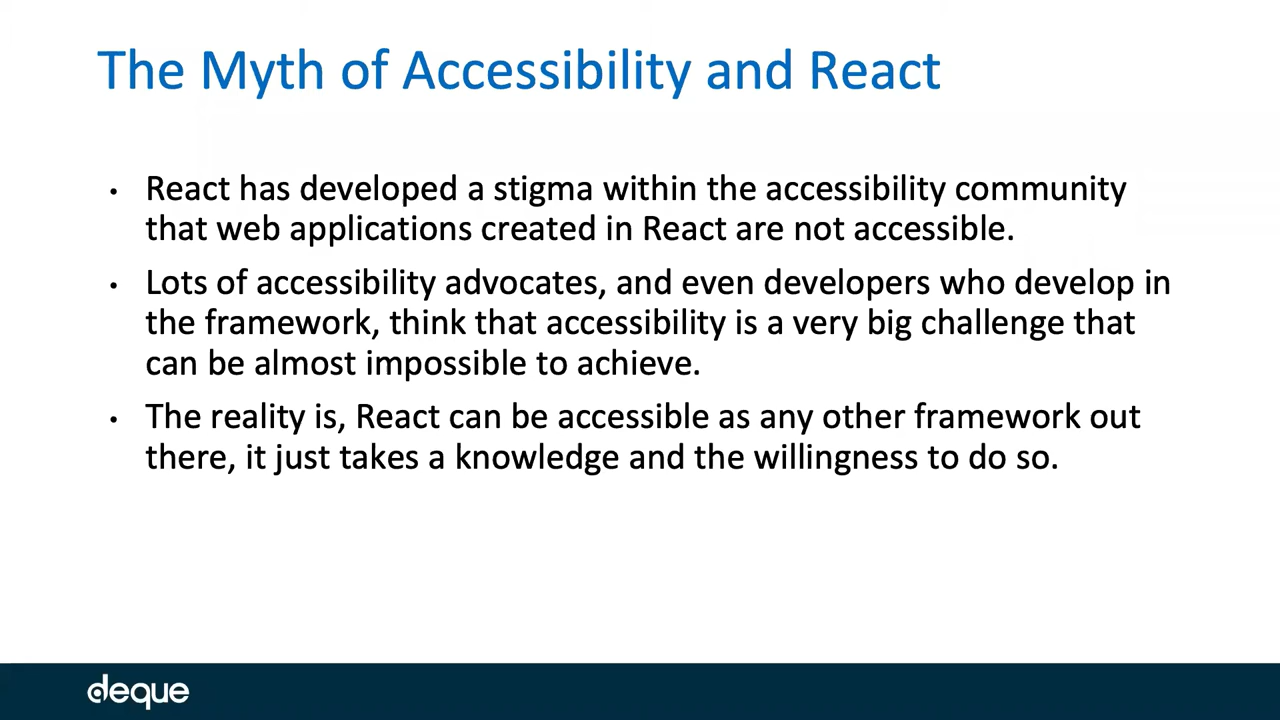 The Myth of Accessibility and React
• React has developed a stigma within the accessibility community
that web applications created in React are not accessible.
• Lots of accessibility advocates, and even developers who develop in
the framework, think that accessibility is a very big challenge that
can be almost impossible to achieve.
• The reality is, React can be accessible as any other framework out
there, it just takes a knowledge and the willingness to do so.
deque